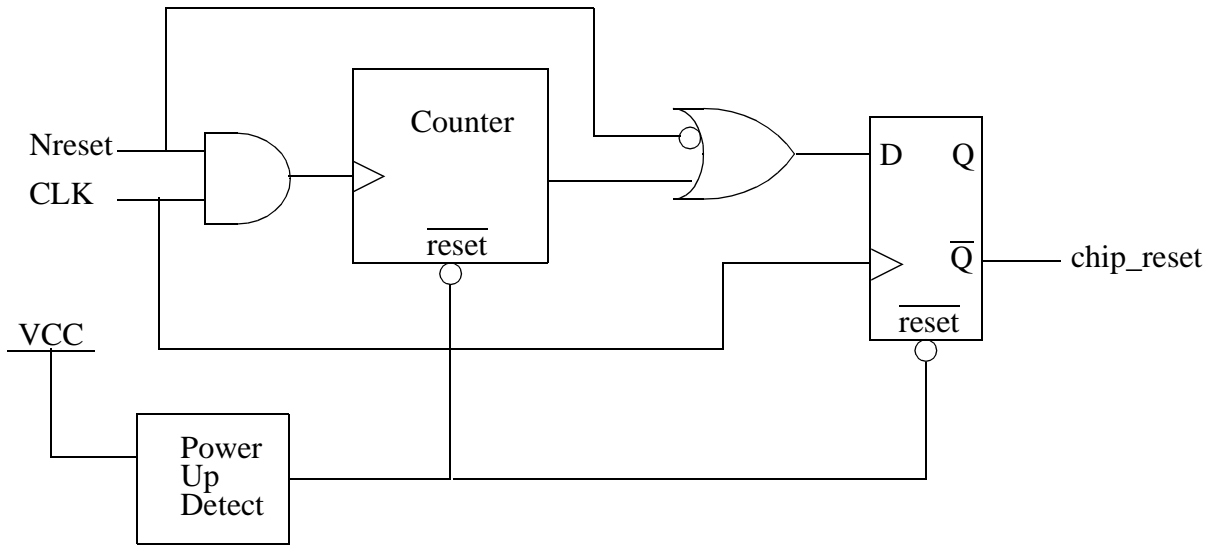 Nreset
CLK
Counter
reset
D Q
Q
reset
chip_reset
VCC
Power
Up
Detect